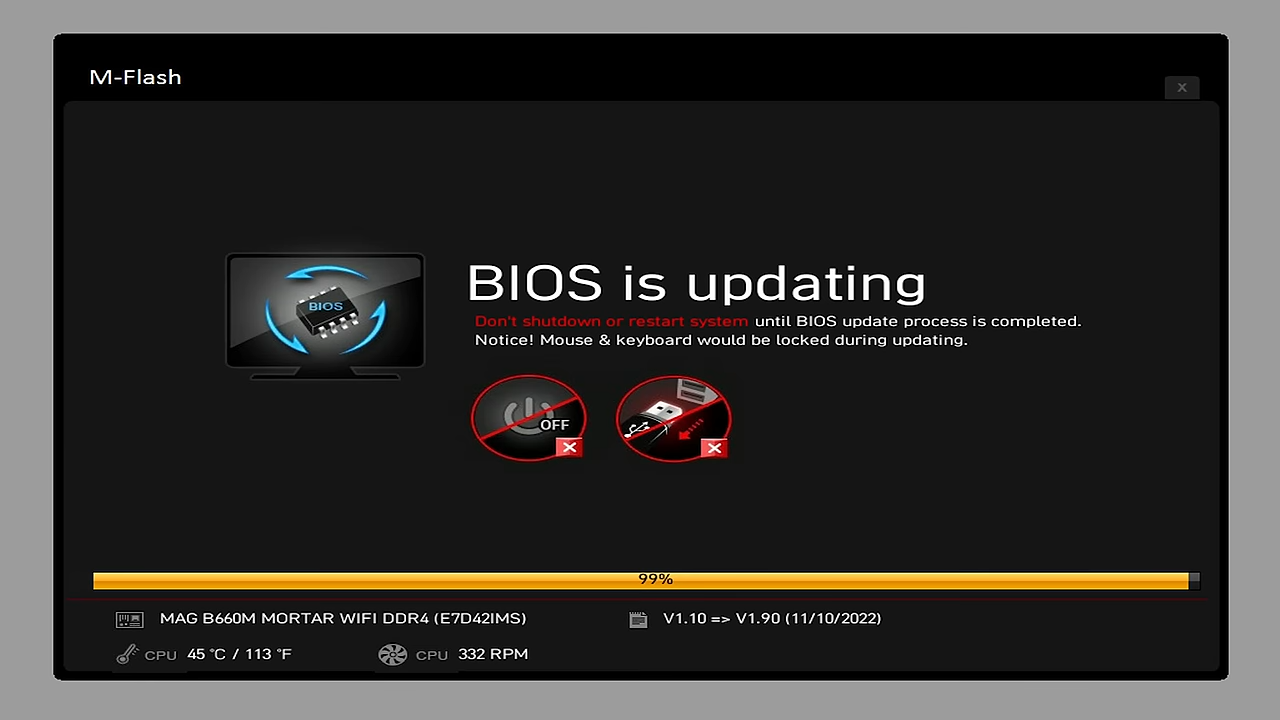 M-Flash
x
BIOS
BIOS is updating
Don't shutdown or restart system until BIOS update process is completed.
Notice! Mouse & keyboard would be locked during updating.
OFF
99%
MAG B660M MORTAR WIFI DDR4 (E7D42IMS)
V1.10 => V1.90 (11/10/2022)
CPU 45 °C / 113 °F
CPU 332 RPM